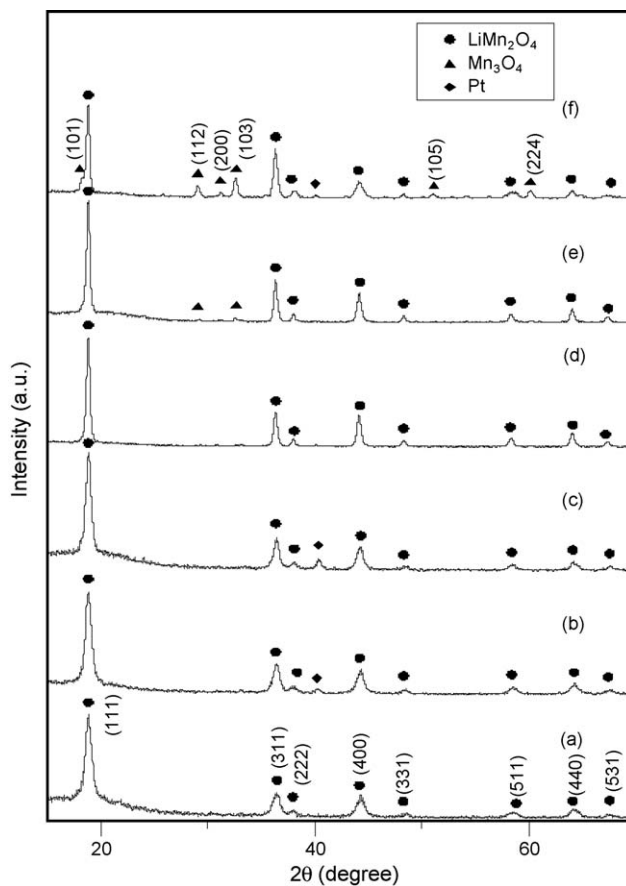 LiMn₂O₄
Mn₃O₄
Pt
(f)
(101)
(112)
(200)
(103)
(105)
(224)
(e)
(d)
(c)
(b)
(a)
(111)
(311)
(222)
(400)
(331)
(511)
(440)
(531)
Intensity (a.u.)
20
40
60
2θ (degree)